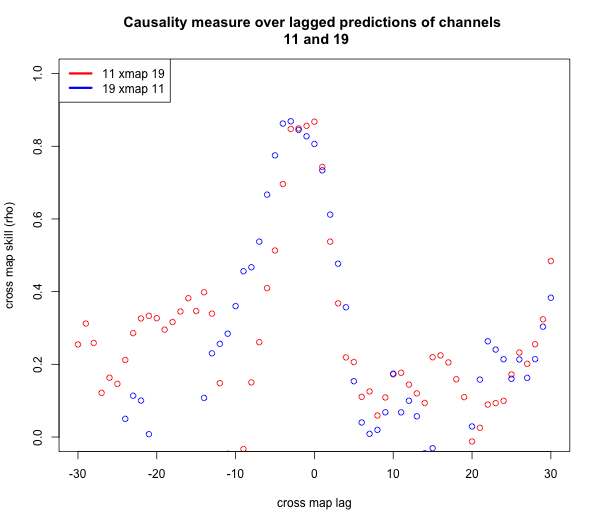 Causality measure over lagged predictions of channels
11 and 19
11 xmap 19
19 xmap 11
cross map skill (rho)
1.0
0.8
0.6
0.4
0.2
0.0
-30 -20 -10 0 10 20 30
cross map lag